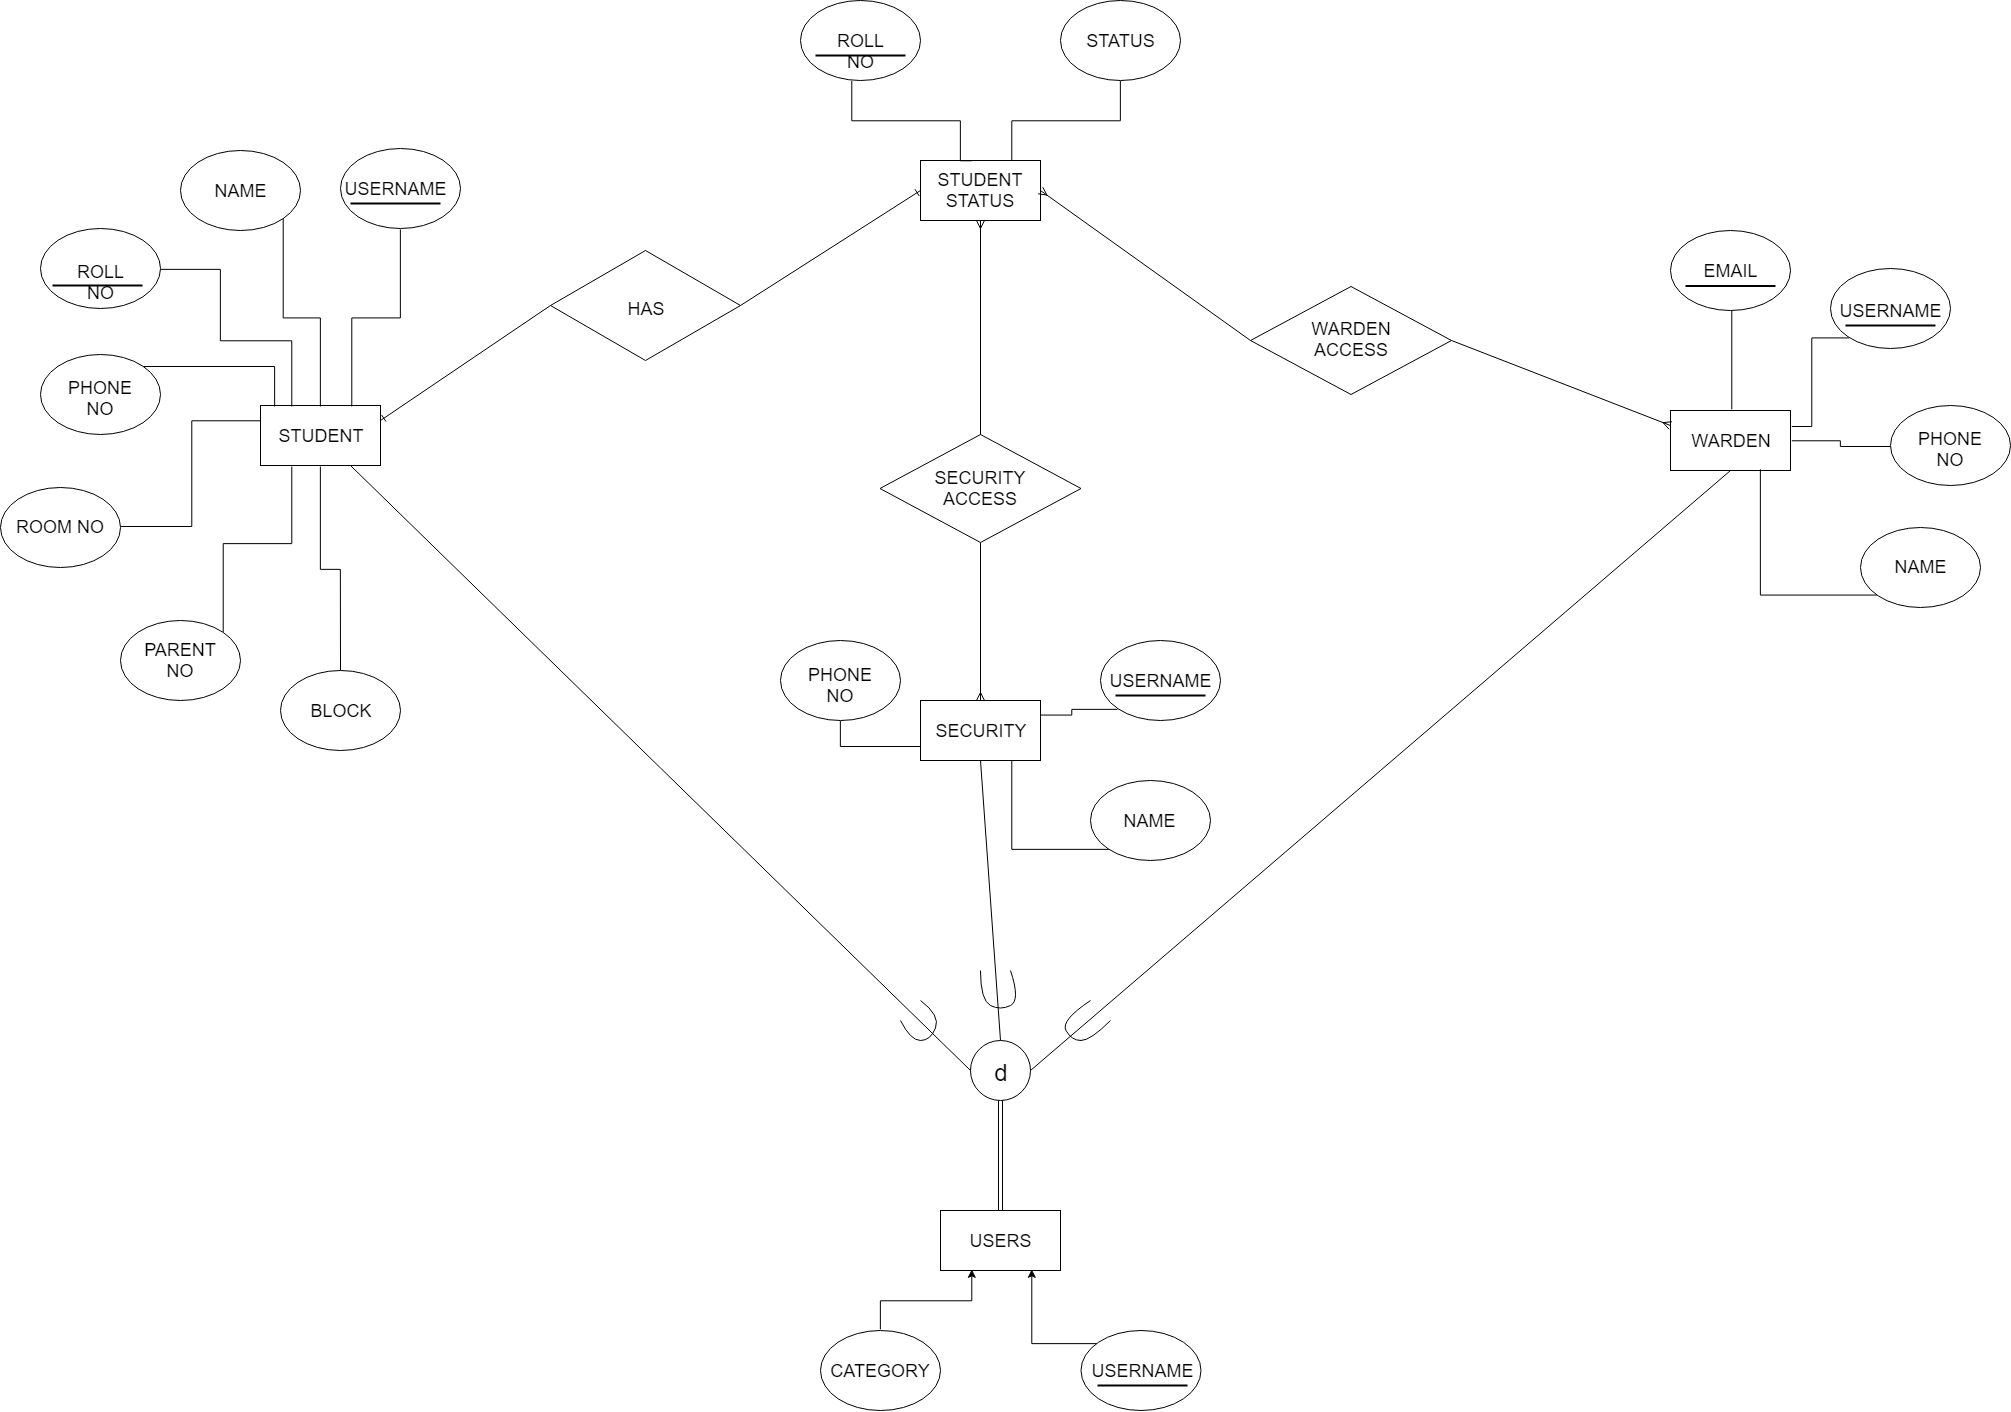 ROLL
NO
STATUS
STUDENT
STATUS
NAME
USERNAME
ROLL
NO
PHONE
NO
STUDENT
ROOM NO
PARENT
NO
BLOCK
HAS
WARDEN
ACCESS
EMAIL
USERNAME
WARDEN
PHONE
NO
NAME
SECURITY
ACCESS
PHONE
NO
USERNAME
SECURITY
NAME
d
USERS
CATEGORY
USERNAME